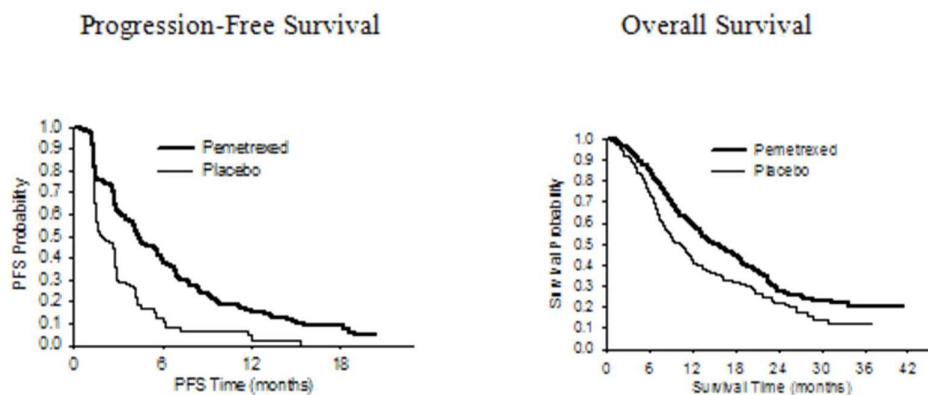 Progression-Free Survival
1.0
0.9
0.8
0.7
0.6
0.5
0.4
0.3
0.2
0.1
0.0
PFS Probability
Pemetrexed
Placebo
0 6 12 18
PFS Time (months)
Overall Survival
1.0
0.9
0.8
0.7
0.6
0.5
0.4
0.3
0.2
0.1
0.0
Survival Probability
Pemetrexed
Placebo
0 6 12 18 24 30 36 42
Survival Time (months)